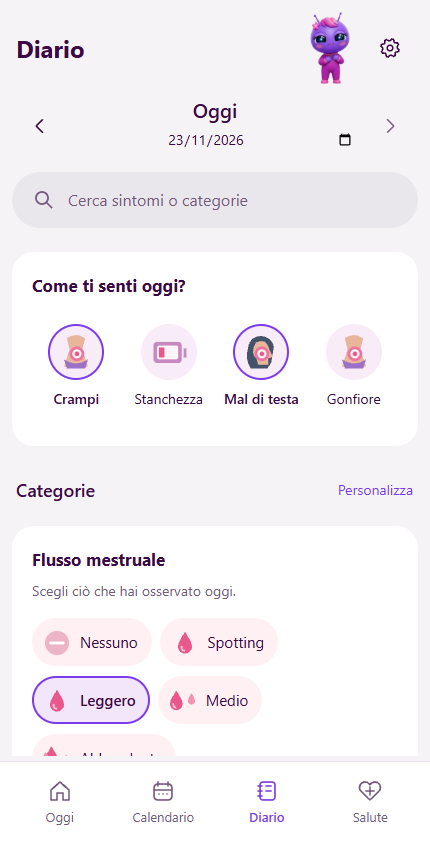 Diario
Oggi
23/11/2026
Cerca sintomi o categorie
Come ti senti oggi?
Crampi
Stanchezza
Mal di testa
Gonfiore
Categorie
Personalizza
Flusso mestruale
Scegli ciò che hai osservato oggi.
Nessuno
Spotting
Leggero
Medio
Oggi
Calendario
Diario
Salute